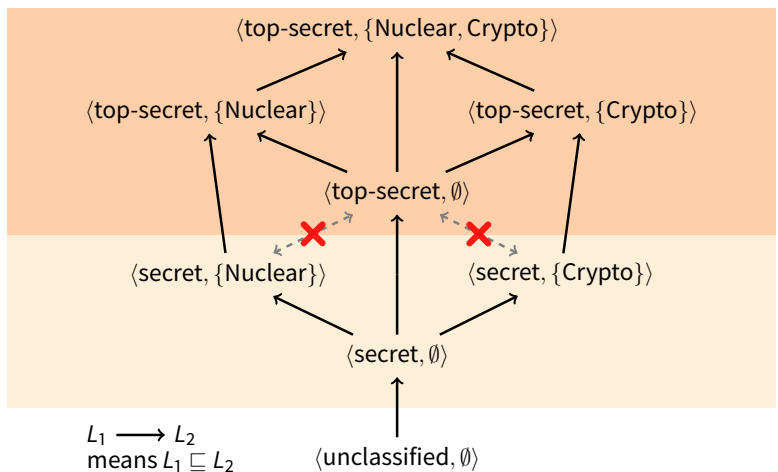 ⟨top-secret, {Nuclear, Crypto}⟩
⟨top-secret, {Nuclear}⟩
⟨top-secret, {Crypto}⟩
⟨top-secret, ∅⟩
⟨secret, {Nuclear}⟩
⟨secret, {Crypto}⟩
⟨secret, ∅⟩
L₁ ⟶ L₂
means L₁ ⊑ L₂
⟨unclassified, ∅⟩